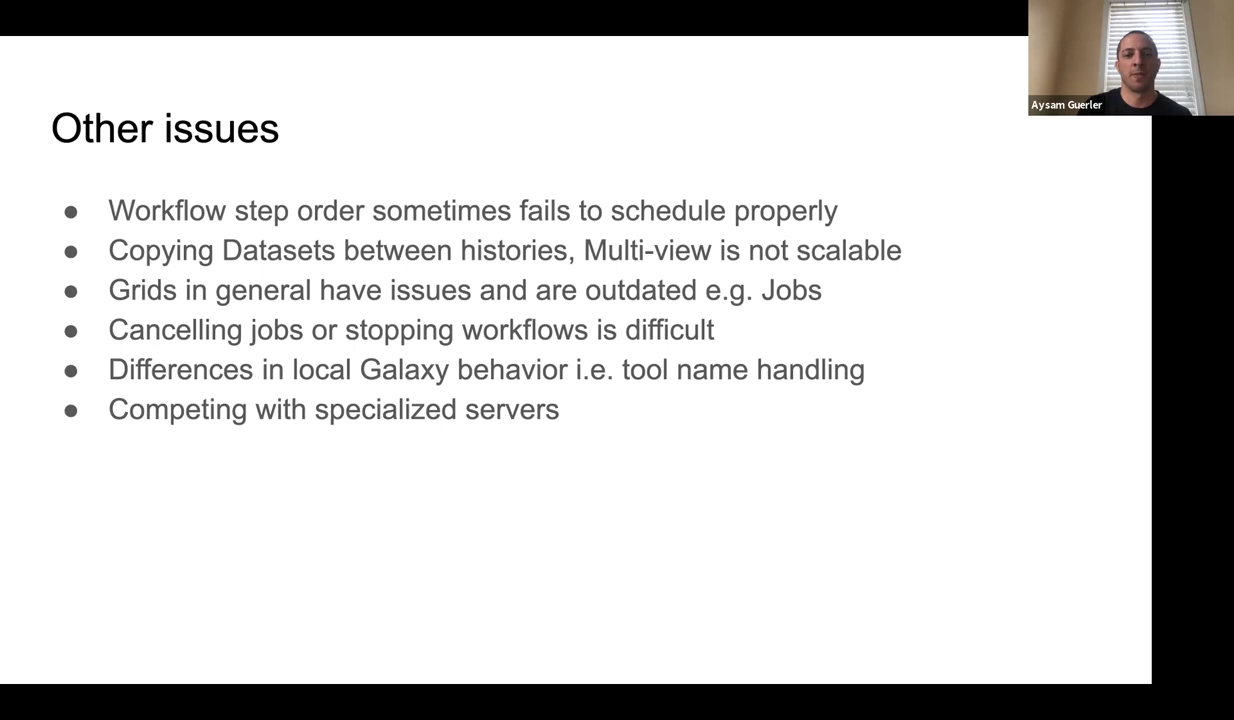 Aysam Guerler
Other issues
● Workflow step order sometimes fails to schedule properly
● Copying Datasets between histories, Multi-view is not scalable
● Grids in general have issues and are outdated e.g. Jobs
● Cancelling jobs or stopping workflows is difficult
● Differences in local Galaxy behavior i.e. tool name handling
● Competing with specialized servers